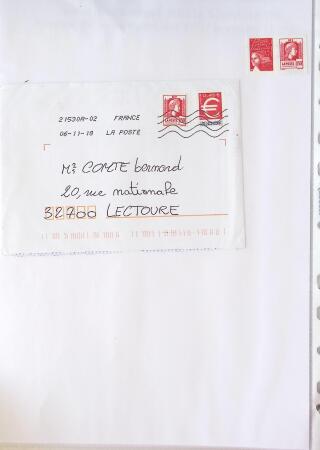 21530A-02 FRANCE
06-11-18 LA POSTE
€
Mr COMTE bernard
20, rue nationale
32700 LECTOURE